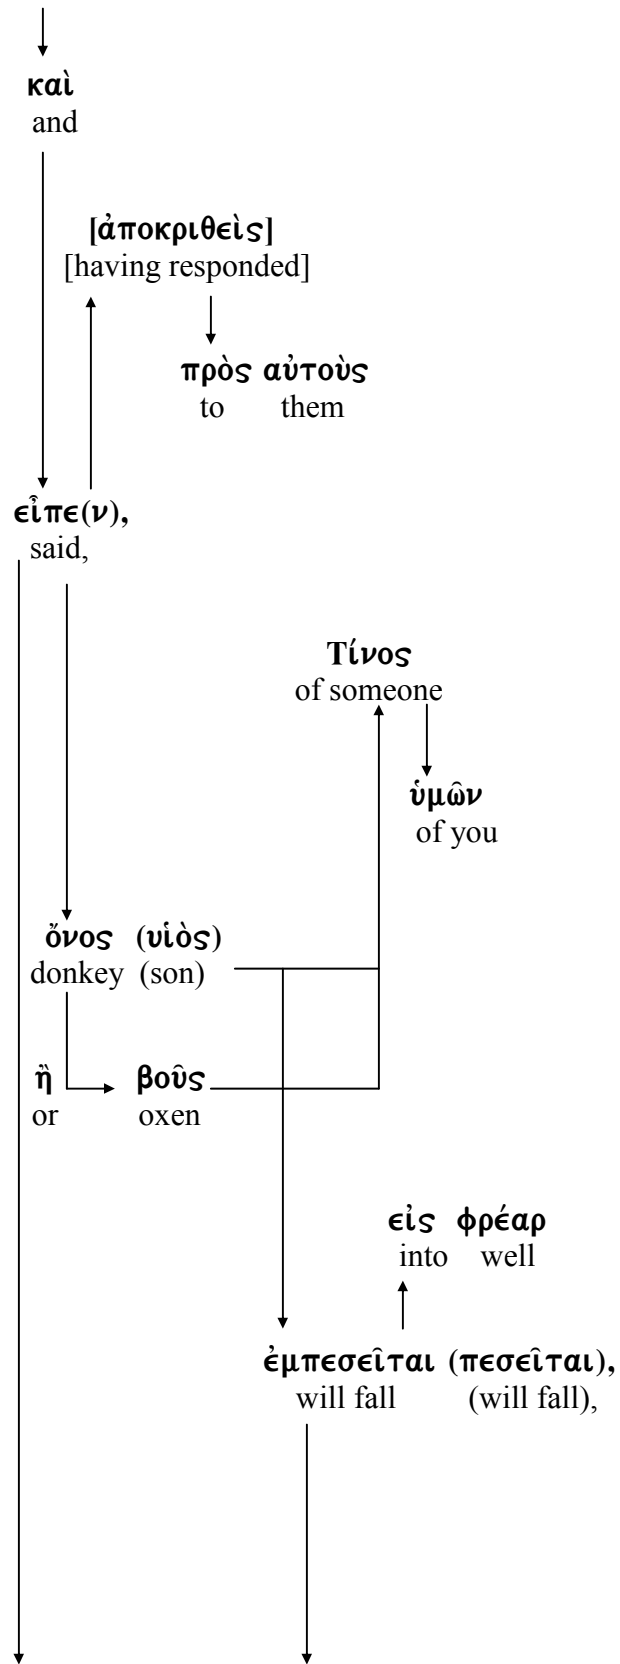 καὶ
and
[ἀποκριθεὶς]
[having responded]
πρὸς αὐτοὺς
to them
εἶπε(ν),
said,
Τίνος
of someone
ὑμῶν
of you
ὄνος (υἱὸς)
donkey (son)
ἢ βοῦς
or oxen
εἰς φρέαρ
into well
ἐμπεσεῖται (πεσεῖται),
will fall (will fall),